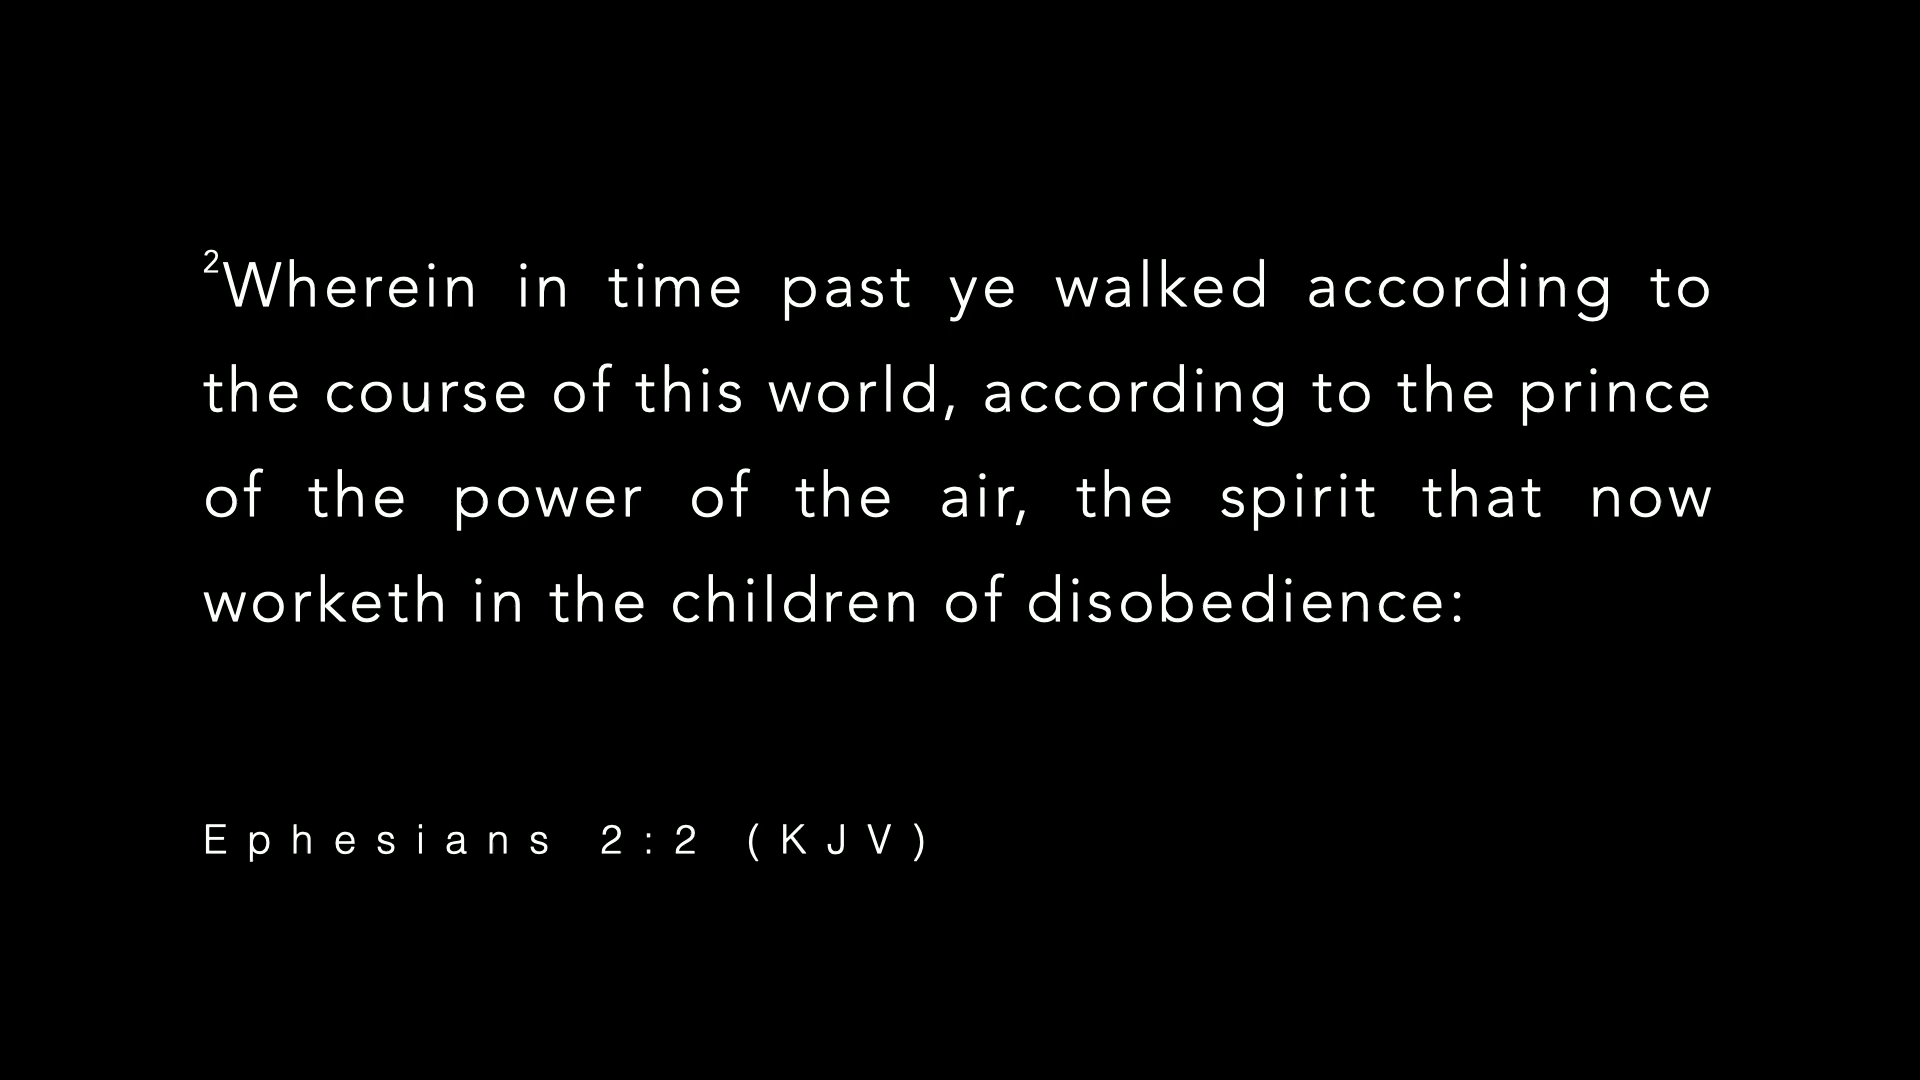 ²Wherein in time past ye walked according to
the course of this world, according to the prince
of the power of the air, the spirit that now
worketh in the children of disobedience:
Ephesians 2:2 (KJV)